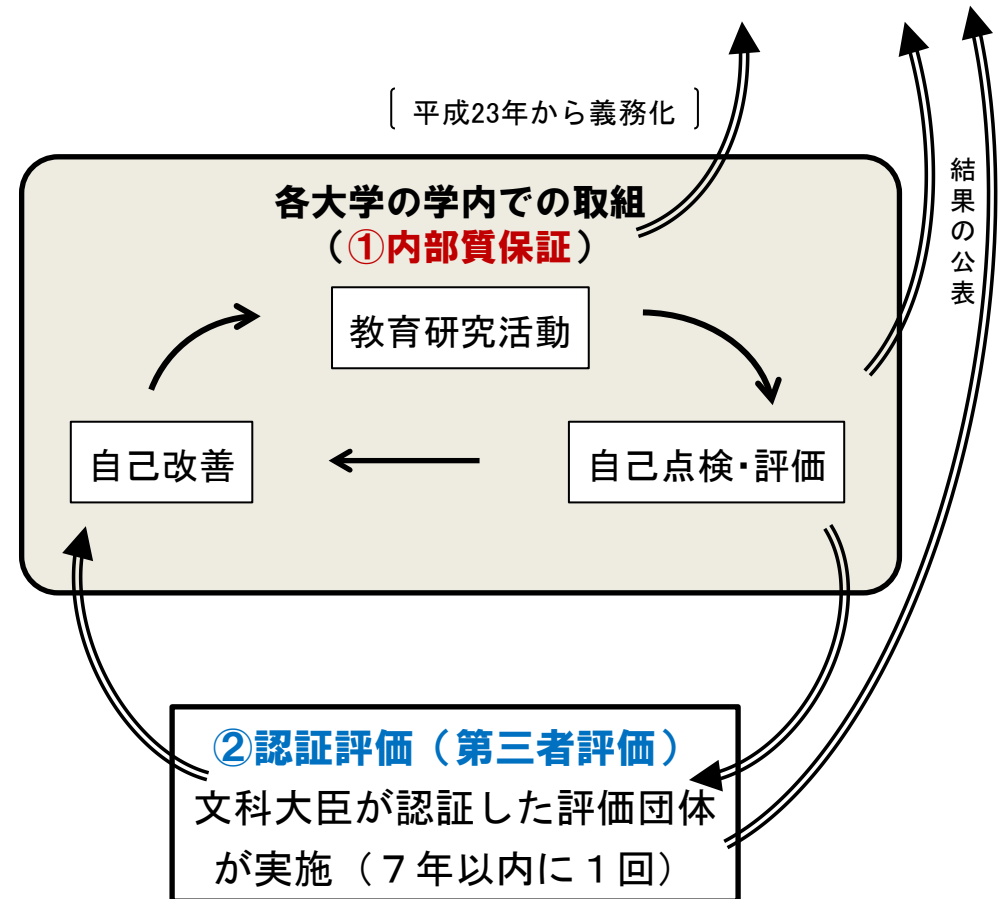 〔 平成23年から義務化 〕
各大学の学内での取組
（①内部質保証）
結果の公表
教育研究活動
自己改善
自己点検・評価
②認証評価（第三者評価）
文科大臣が認証した評価団体
が実施（７年以内に１回）